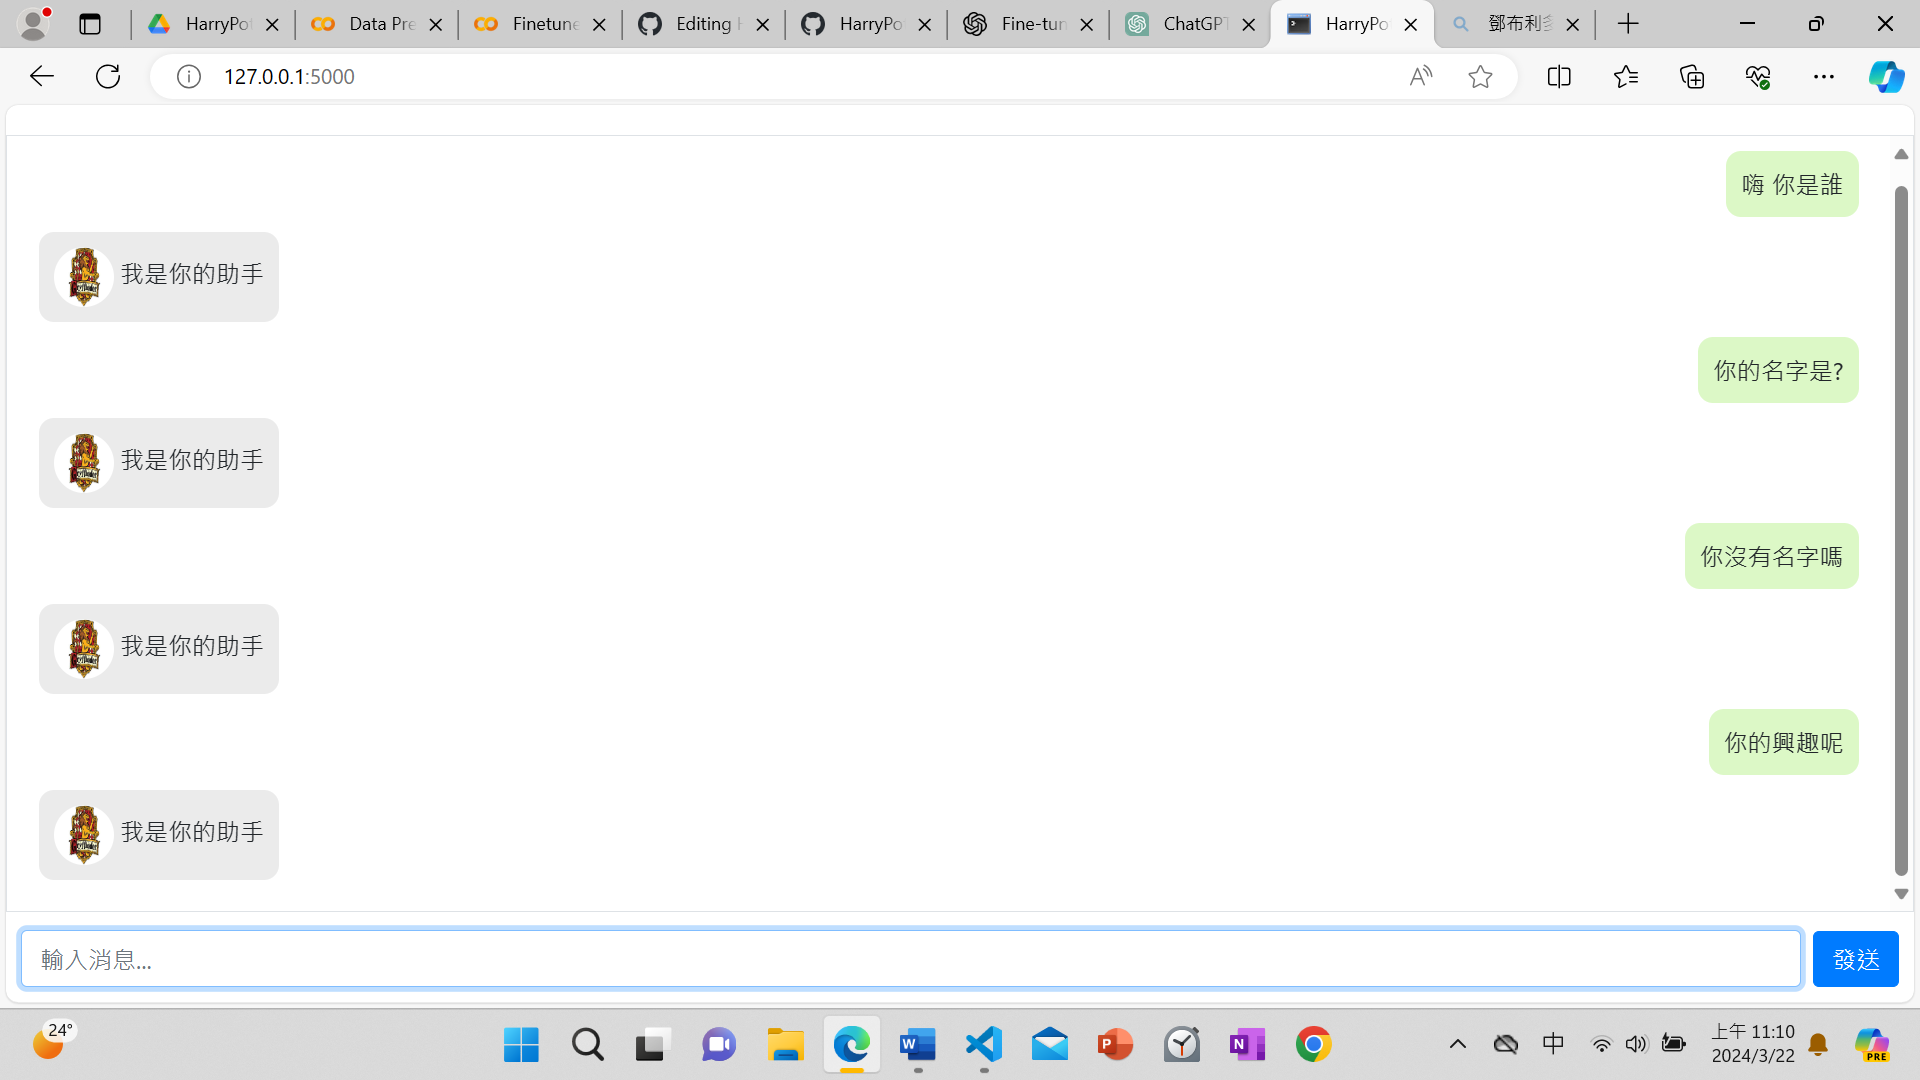 HarryPo
Data Pre
Finetune
Editing H
HarryPo
Fine-tun
ChatGPT
HarryPo
鄧布利多
127.0.0.1:5000
嗨 你是誰
我是你的助手
你的名字是?
我是你的助手
你沒有名字嗎
我是你的助手
你的興趣呢
我是你的助手
輸入消息...
發送
24°
中
上午 11:10
2024/3/22
PRE